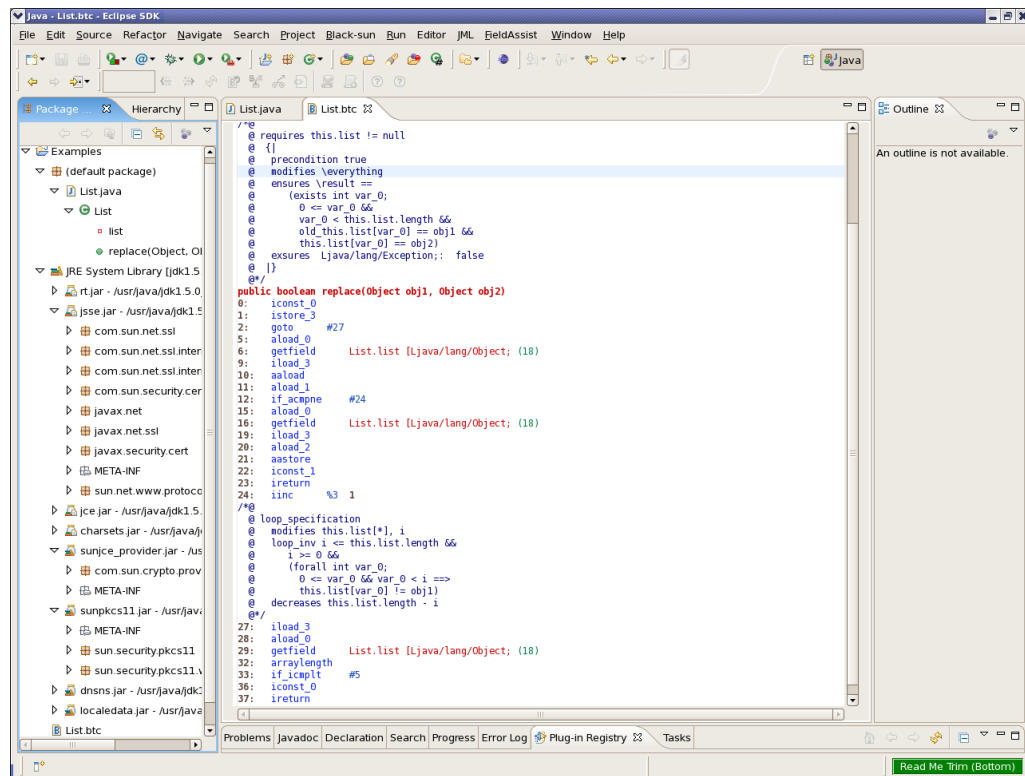 Java - List.btc - Eclipse SDK
File Edit Source Refactor Navigate Search Project Black-sun Run Editor JML FieldAssist Window Help
Java
Package ... Hierarchy
Examples
(default package)
List.java
List
list
replace(Object, Ol
JRE System Library [jdk1.5
rt.jar - /usr/java/jdk1.5.0
jsse.jar - /usr/java/jdk1.5
com.sun.net.ssl
com.sun.net.ssl.inter
com.sun.net.ssl.inter
com.sun.security.cer
javax.net
javax.net.ssl
javax.security.cert
META-INF
sun.net.www.protoco
jce.jar - /usr/java/jdk1.5.
charsets.jar - /usr/java/j
sunjce_provider.jar - /us
com.sun.crypto.prov
META-INF
sunpkcs11.jar - /usr/java
META-INF
sun.security.pkcs11
sun.security.pkcs11.w
dnsns.jar - /usr/java/jdk1
localedata.jar - /usr/java
List.btc
List.java List.btc
/*@
@ requires this.list != null
@ {|
@ precondition true
@ modifies \everything
@ ensures \result ==
@ (exists int var_0;
@ 0 <= var_0 &&
@ var_0 < this.list.length &&
@ old_this.list[var_0] == obj1 &&
@ this.list[var_0] == obj2)
@ exsures Ljava/lang/Exception;: false
@ |}
@*/
public boolean replace(Object obj1, Object obj2)
0: iconst_0
1: istore_3
2: goto #27
5: aload_0
6: getfield List.list [Ljava/lang/Object; (18)
9: iload_3
10: aaload
11: aload_1
12: if_acmpne #24
15: aload_0
16: getfield List.list [Ljava/lang/Object; (18)
19: iload_3
20: aload_2
21: aastore
22: iconst_1
23: ireturn
24: iinc %3 1
/*@
@ loop_specification
@ modifies this.list[*], i
@ loop_inv i <= this.list.length &&
@ i >= 0 &&
@ (forall int var_0;
@ 0 <= var_0 && var_0 < i ==>
@ this.list[var_0] != obj1)
@ decreases this.list.length - i
@*/
27: iload_3
28: aload_0
29: getfield List.list [Ljava/lang/Object; (18)
32: arraylength
33: if_icmplt #5
36: iconst_0
37: ireturn
Outline
An outline is not available.
Problems Javadoc Declaration Search Progress Error Log Plug-in Registry Tasks
Read Me Trim (Bottom)